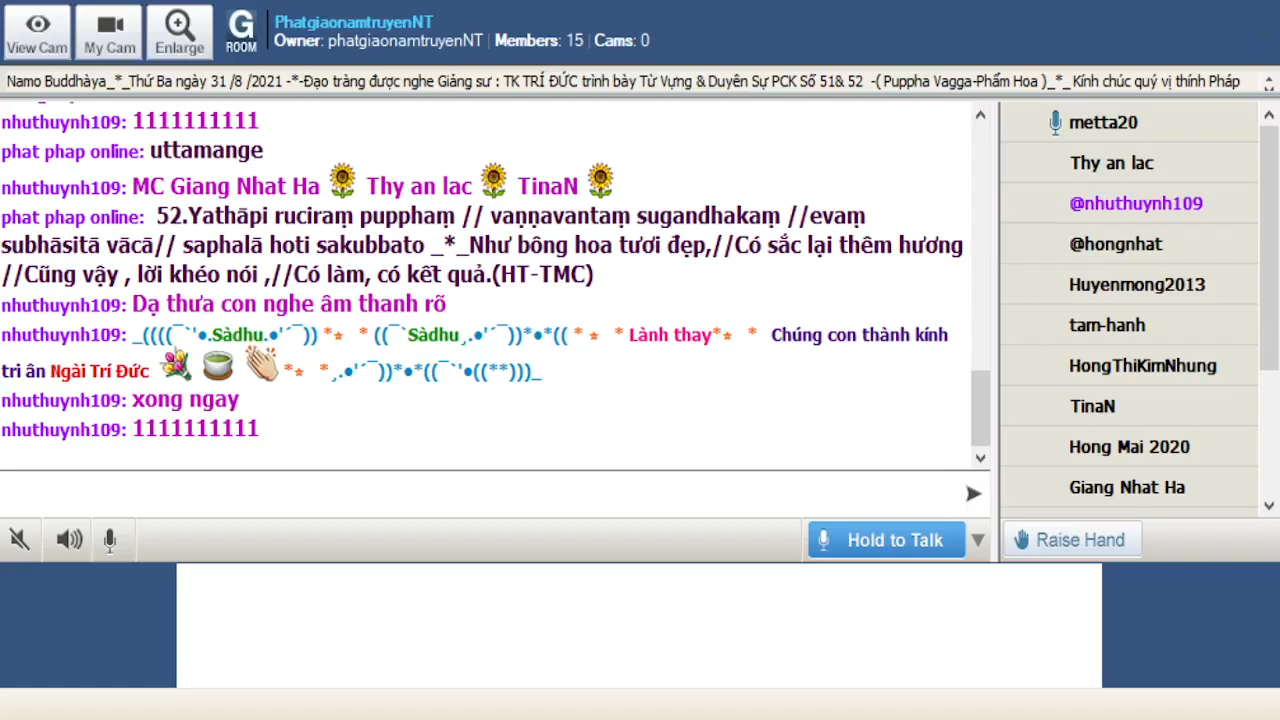 View Cam
My Cam
Enlarge
G
ROOM
PhatgiaonamtruyenNT
Owner: phatgiaonamtruyenNT | Members: 15 | Cams: 0
Namo Buddhàya_*_Thứ Ba ngày 31 /8 /2021 -*-Đạo tràng được nghe Giảng sư : TK TRÍ ĐỨC trình bày Từ Vựng & Duyên Sự PCK Số 51& 52 -( Puppha Vagga-Phẩm Hoa )_*_ Kính chúc quý vị thính Pháp
nhuthuynh109: 1111111111
phat phap online: uttamange
nhuthuynh109: MC Giang Nhat Ha 🌻 Thy an lac 🌻 TinaN 🌻
phat phap online: 52.Yathāpi ruciraṃ pupphaṃ // vaṇṇavantaṃ sugandhakaṃ //evaṃ
subhāsitā vācā// saphalā hoti sakubbato _*_Như bông hoa tươi đẹp,//Có sắc lại thêm hương
//Cũng vậy , lời khéo nói ,//Có làm, có kết quả.(HT-TMC)
nhuthuynh109: Dạ thưa con nghe âm thanh rõ
nhuthuynh109: _((((¯`'●.Sàdhu.●'´¯)) *⭒ * ((¯`Sàdhu¸.●'´¯))*●*(( * ⭒ * Lành thay*⭒ * Chúng con thành kính
tri ân Ngài Trí Đức 💐 🍵 👏 *⭒ *¸.●'´¯))*●*((¯`'●((**)))_
nhuthuynh109: xong ngay
nhuthuynh109: 1111111111
metta20
Thy an lac
@nhuthuynh109
@hongnhat
Huyenmong2013
tam-hanh
HongThiKimNhung
TinaN
Hong Mai 2020
Giang Nhat Ha
Hold to Talk
Raise Hand